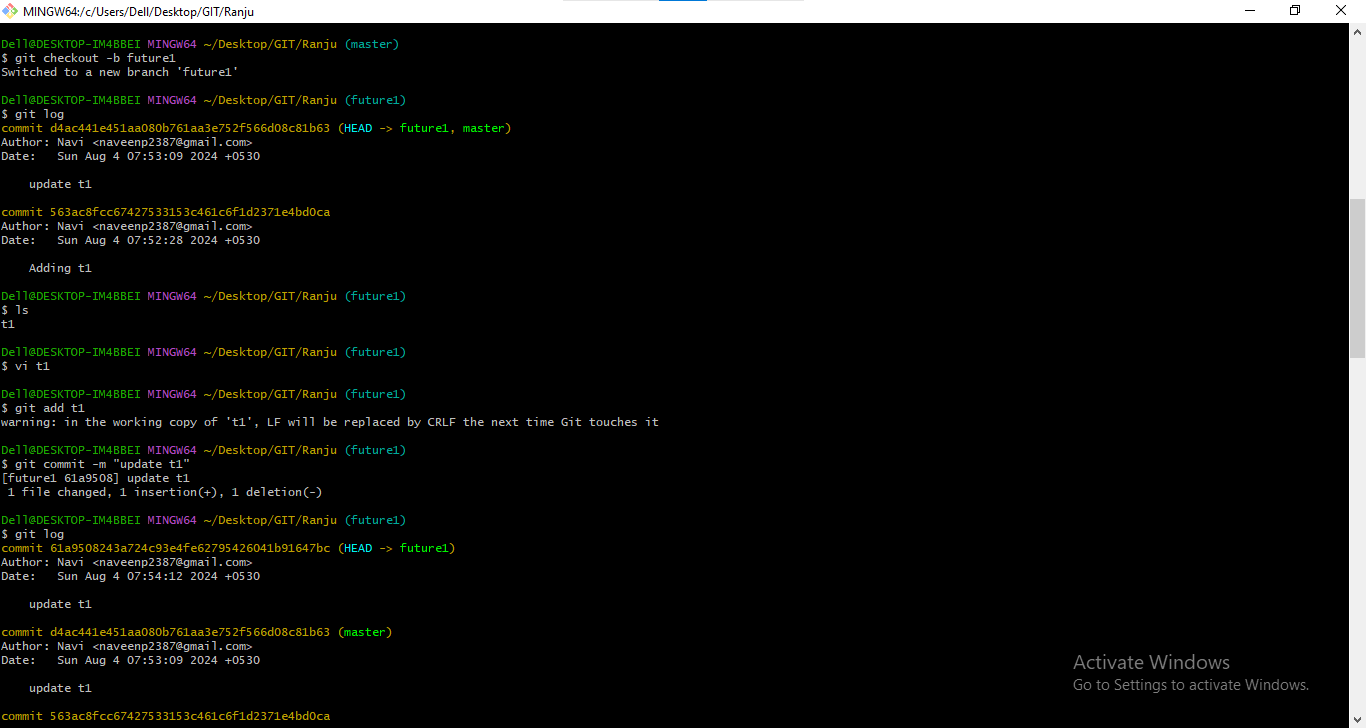 MINGW64:/c/Users/Dell/Desktop/GIT/Ranju
Dell@DESKTOP-IM4BBEI MINGW64 ~/Desktop/GIT/Ranju (master)
$ git checkout -b future1
Switched to a new branch 'future1'
Dell@DESKTOP-IM4BBEI MINGW64 ~/Desktop/GIT/Ranju (future1)
$ git log
commit d4ac441e451aa080b761aa3e752f566d08c81b63 (HEAD -> future1, master)
Author: Navi <naveenp2387@gmail.com>
Date:   Sun Aug 4 07:53:09 2024 +0530
    update t1
commit 563ac8fcc67427533153c461c6f1d2371e4bd0ca
Author: Navi <naveenp2387@gmail.com>
Date:   Sun Aug 4 07:52:28 2024 +0530
    Adding t1
Dell@DESKTOP-IM4BBEI MINGW64 ~/Desktop/GIT/Ranju (future1)
$ ls
t1
Dell@DESKTOP-IM4BBEI MINGW64 ~/Desktop/GIT/Ranju (future1)
$ vi t1
Dell@DESKTOP-IM4BBEI MINGW64 ~/Desktop/GIT/Ranju (future1)
$ git add t1
warning: in the working copy of 't1', LF will be replaced by CRLF the next time Git touches it
Dell@DESKTOP-IM4BBEI MINGW64 ~/Desktop/GIT/Ranju (future1)
$ git commit -m "update t1"
[future1 61a9508] update t1
 1 file changed, 1 insertion(+), 1 deletion(-)
Dell@DESKTOP-IM4BBEI MINGW64 ~/Desktop/GIT/Ranju (future1)
$ git log
commit 61a9508243a724c93e4fe62795426041b91647bc (HEAD -> future1)
Author: Navi <naveenp2387@gmail.com>
Date:   Sun Aug 4 07:54:12 2024 +0530
    update t1
commit d4ac441e451aa080b761aa3e752f566d08c81b63 (master)
Author: Navi <naveenp2387@gmail.com>
Date:   Sun Aug 4 07:53:09 2024 +0530
    update t1
commit 563ac8fcc67427533153c461c6f1d2371e4bd0ca
Activate Windows
Go to Settings to activate Windows.